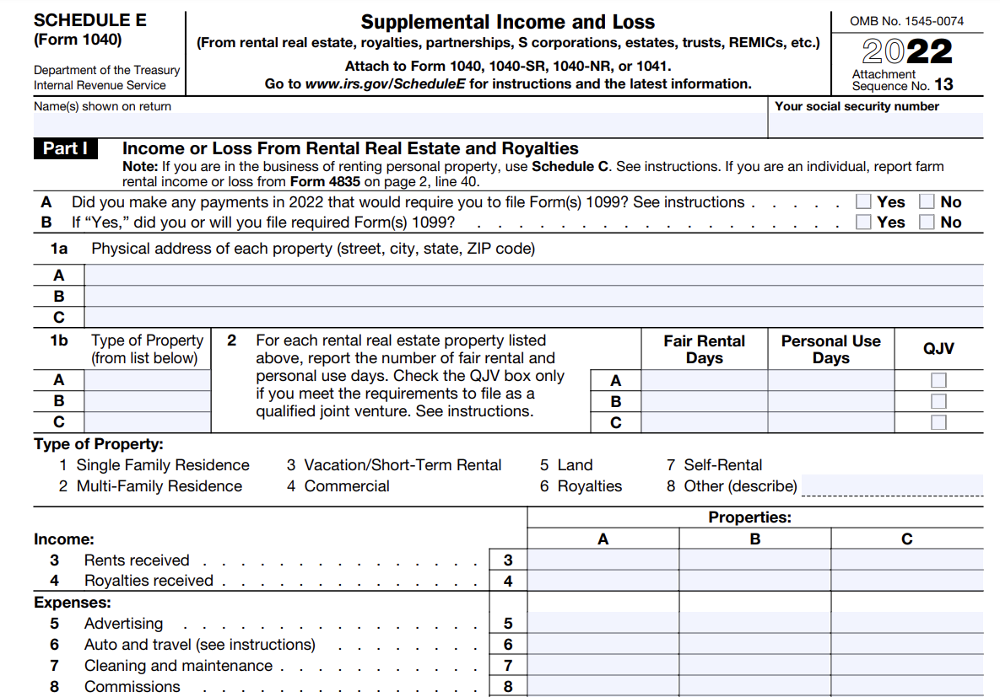 SCHEDULE E
(Form 1040)
Department of the Treasury
Internal Revenue Service
Supplemental Income and Loss
(From rental real estate, royalties, partnerships, S corporations, estates, trusts, REMICs, etc.)
Attach to Form 1040, 1040-SR, 1040-NR, or 1041.
Go to www.irs.gov/ScheduleE for instructions and the latest information.
OMB No. 1545-0074
2022
Attachment
Sequence No. 13
Name(s) shown on return
Your social security number
Part I Income or Loss From Rental Real Estate and Royalties
Note: If you are in the business of renting personal property, use Schedule C. See instructions. If you are an individual, report farm
rental income or loss from Form 4835 on page 2, line 40.
A Did you make any payments in 2022 that would require you to file Form(s) 1099? See instructions . . . . . Yes No
B If “Yes,” did you or will you file required Form(s) 1099? . . . . . . . . . . . . . . . . . . . Yes No
1a Physical address of each property (street, city, state, ZIP code)
A
B
C
1b Type of Property
(from list below)
A
B
C
2 For each rental real estate property listed
above, report the number of fair rental and
personal use days. Check the QJV box only
if you meet the requirements to file as a
qualified joint venture. See instructions.
Fair Rental
Days
Personal Use
Days
QJV
A
B
C
Type of Property:
1 Single Family Residence 3 Vacation/Short-Term Rental 5 Land 7 Self-Rental
2 Multi-Family Residence 4 Commercial 6 Royalties 8 Other (describe)
Properties:
Income: A B C
3 Rents received . . . . . . . . . . . . . . . 3
4 Royalties received . . . . . . . . . . . . . . 4
Expenses:
5 Advertising . . . . . . . . . . . . . . . . 5
6 Auto and travel (see instructions) . . . . . . . . 6
7 Cleaning and maintenance . . . . . . . . . . . 7
8 Commissions . . . . . . . . . . . . . . . 8